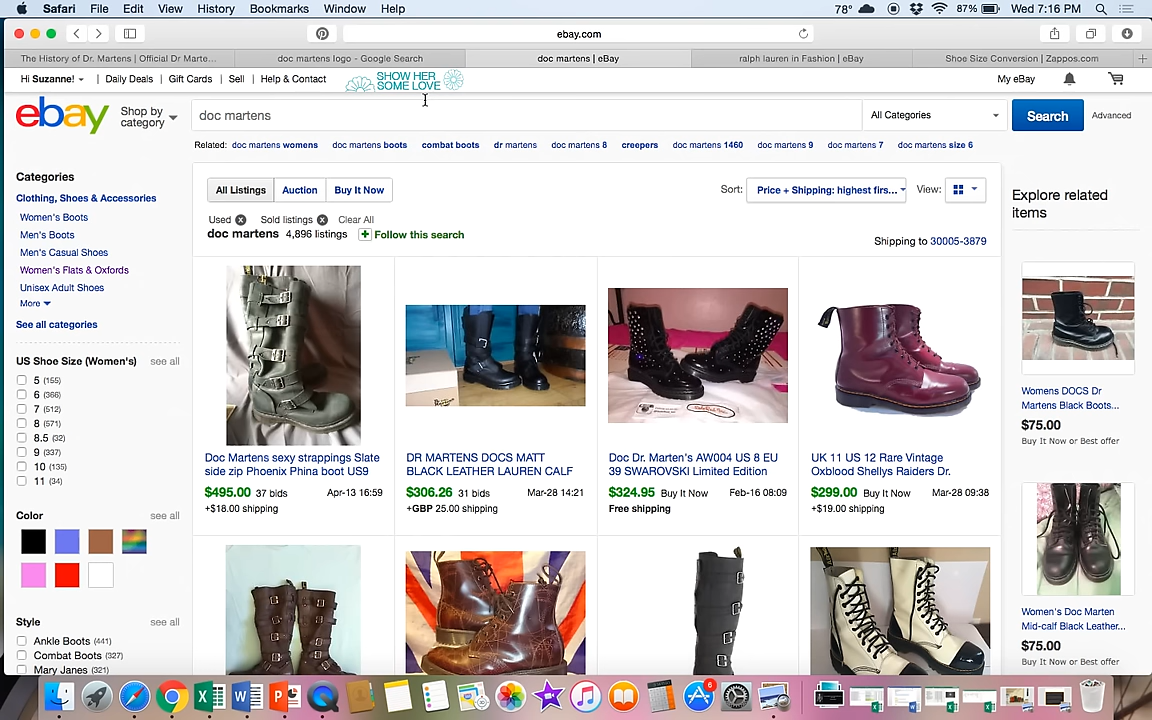 Safari File Edit View History Bookmarks Window Help 78° 87% Wed 7:16 PM
ebay.com
The History of Dr. Martens | Official Dr Marte... doc martens logo - Google Search doc martens | eBay ralph lauren in Fashion | eBay Shoe Size Conversion | Zappos.com
Hi Suzanne! Daily Deals | Gift Cards | Sell | Help & Contact SHOW HER
SOME LOVE My eBay
ebay Shop by
category doc martens All Categories Search Advanced
Related: doc martens womens doc martens boots combat boots dr martens doc martens 8 creepers doc martens 1460 doc martens 9 doc martens 7 doc martens size 6
Categories
Clothing, Shoes & Accessories
Women's Boots
Men's Boots
Men's Casual Shoes
Women's Flats & Oxfords
Unisex Adult Shoes
More
See all categories
US Shoe Size (Women's) see all
5 (155)
6 (366)
7 (512)
8 (571)
8.5 (32)
9 (337)
10 (135)
11 (34)
Color see all
Style see all
Ankle Boots (441)
Combat Boots (327)
Mary Janes (321)
All Listings Auction Buy It Now Sort: Price + Shipping: highest firs... View:
Used Sold listings Clear All
doc martens 4,896 listings Follow this search
Shipping to 30005-3879
Doc Martens sexy strappings Slate
side zip Phoenix Phina boot US9
$495.00 37 bids Apr-13 16:59
+$18.00 shipping
DR MARTENS DOCS MATT
BLACK LEATHER LAUREN CALF
$306.26 31 bids Mar-28 14:21
+GBP 25.00 shipping
Doc Dr. Marten's AW004 US 8 EU
39 SWAROVSKI Limited Edition
$324.95 Buy It Now Feb-16 08:09
Free shipping
UK 11 US 12 Rare Vintage
Oxblood Shellys Raiders Dr.
$299.00 Buy It Now Mar-28 09:38
+$19.00 shipping
Explore related
items
Womens DOCS Dr
Martens Black Boots...
$75.00
Buy It Now or Best offer
Women's Doc Marten
Mid-calf Black Leather...
$75.00
Buy It Now or Best offer
6